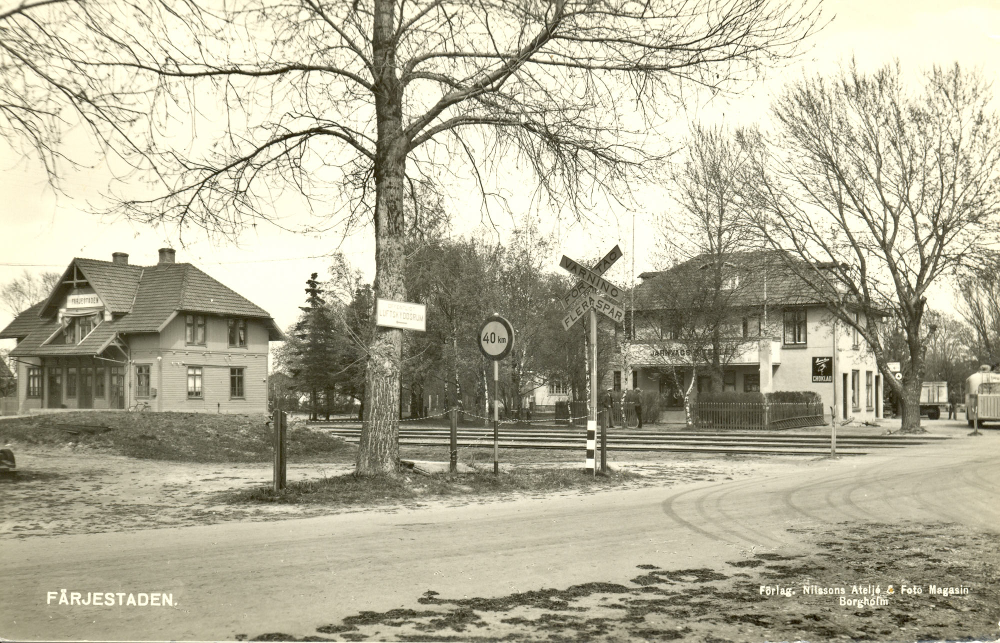 FÄRJESTADEN
OFFENTLIGT
LUFTSKYDDSRUM
40 km
VARNING
FÖR TÅG
FLERA SPÅR
JÄRNVÄGSHOTELLET
CHOKLAD
FÄRJESTADEN.
Förlag. Nilssons Ateljé & Foto Magasin
Borgholm